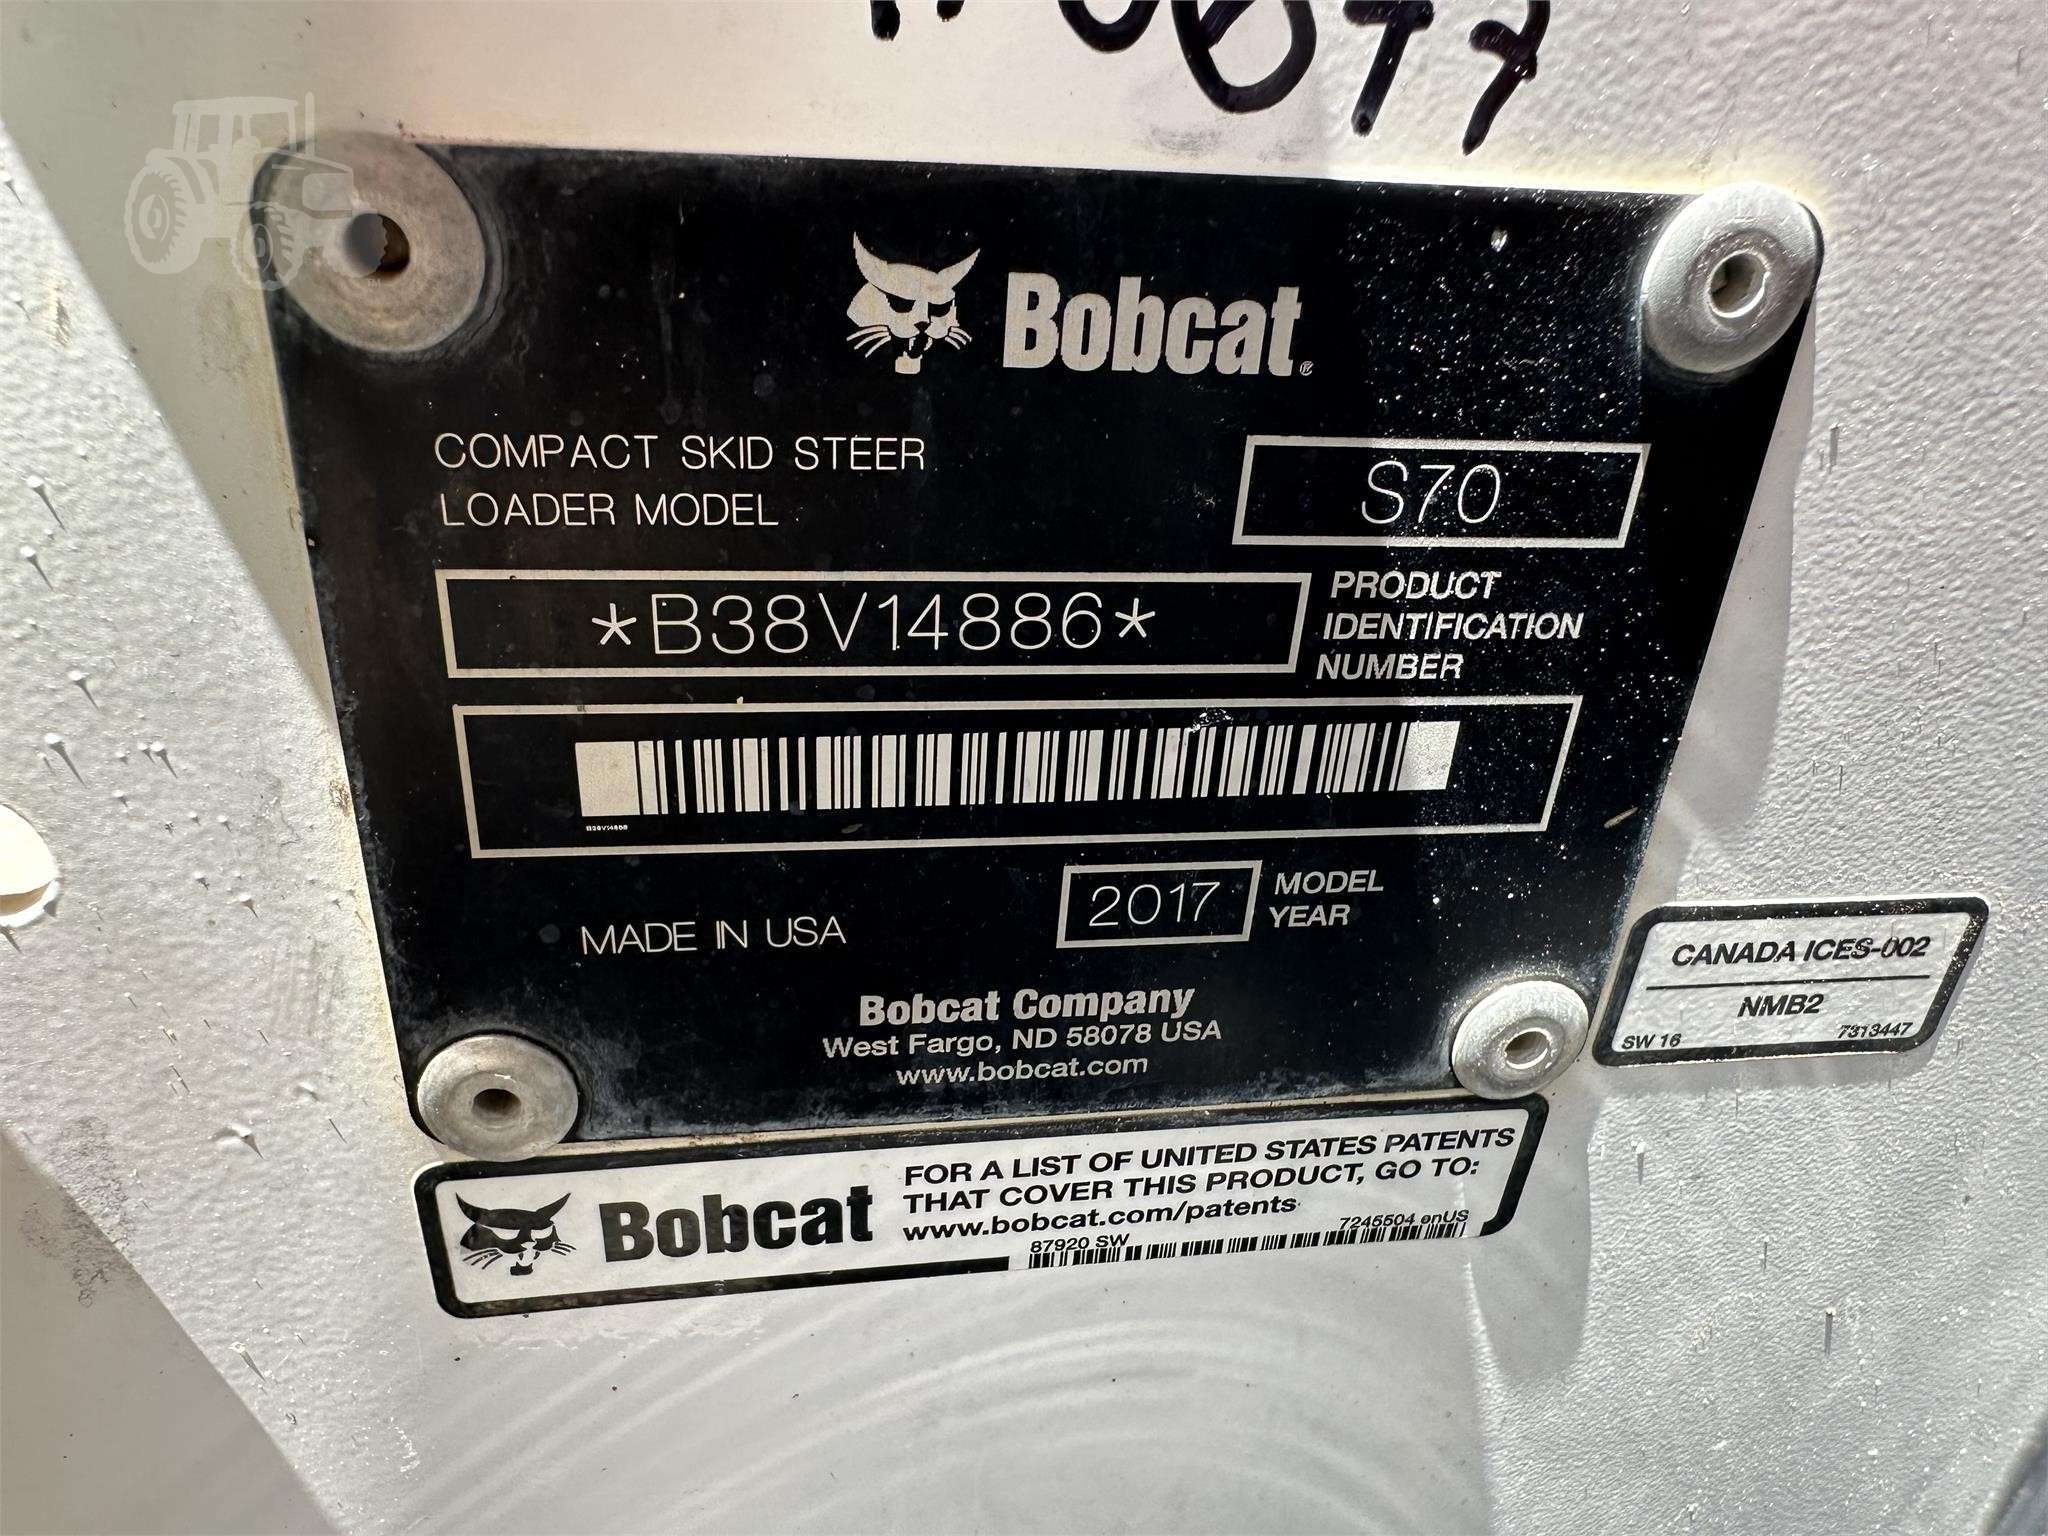 Bobcat®
COMPACT SKID STEER
LOADER MODEL
S70
*B38V14886*
PRODUCT
IDENTIFICATION
NUMBER
B38V14886
MADE IN USA
2017
MODEL
YEAR
Bobcat Company
West Fargo, ND 58078 USA
www.bobcat.com
CANADA ICES-002
NMB2
SW 16
7313447
Bobcat
FOR A LIST OF UNITED STATES PATENTS
THAT COVER THIS PRODUCT, GO TO:
www.bobcat.com/patents
87920 SW
7245504 enUS